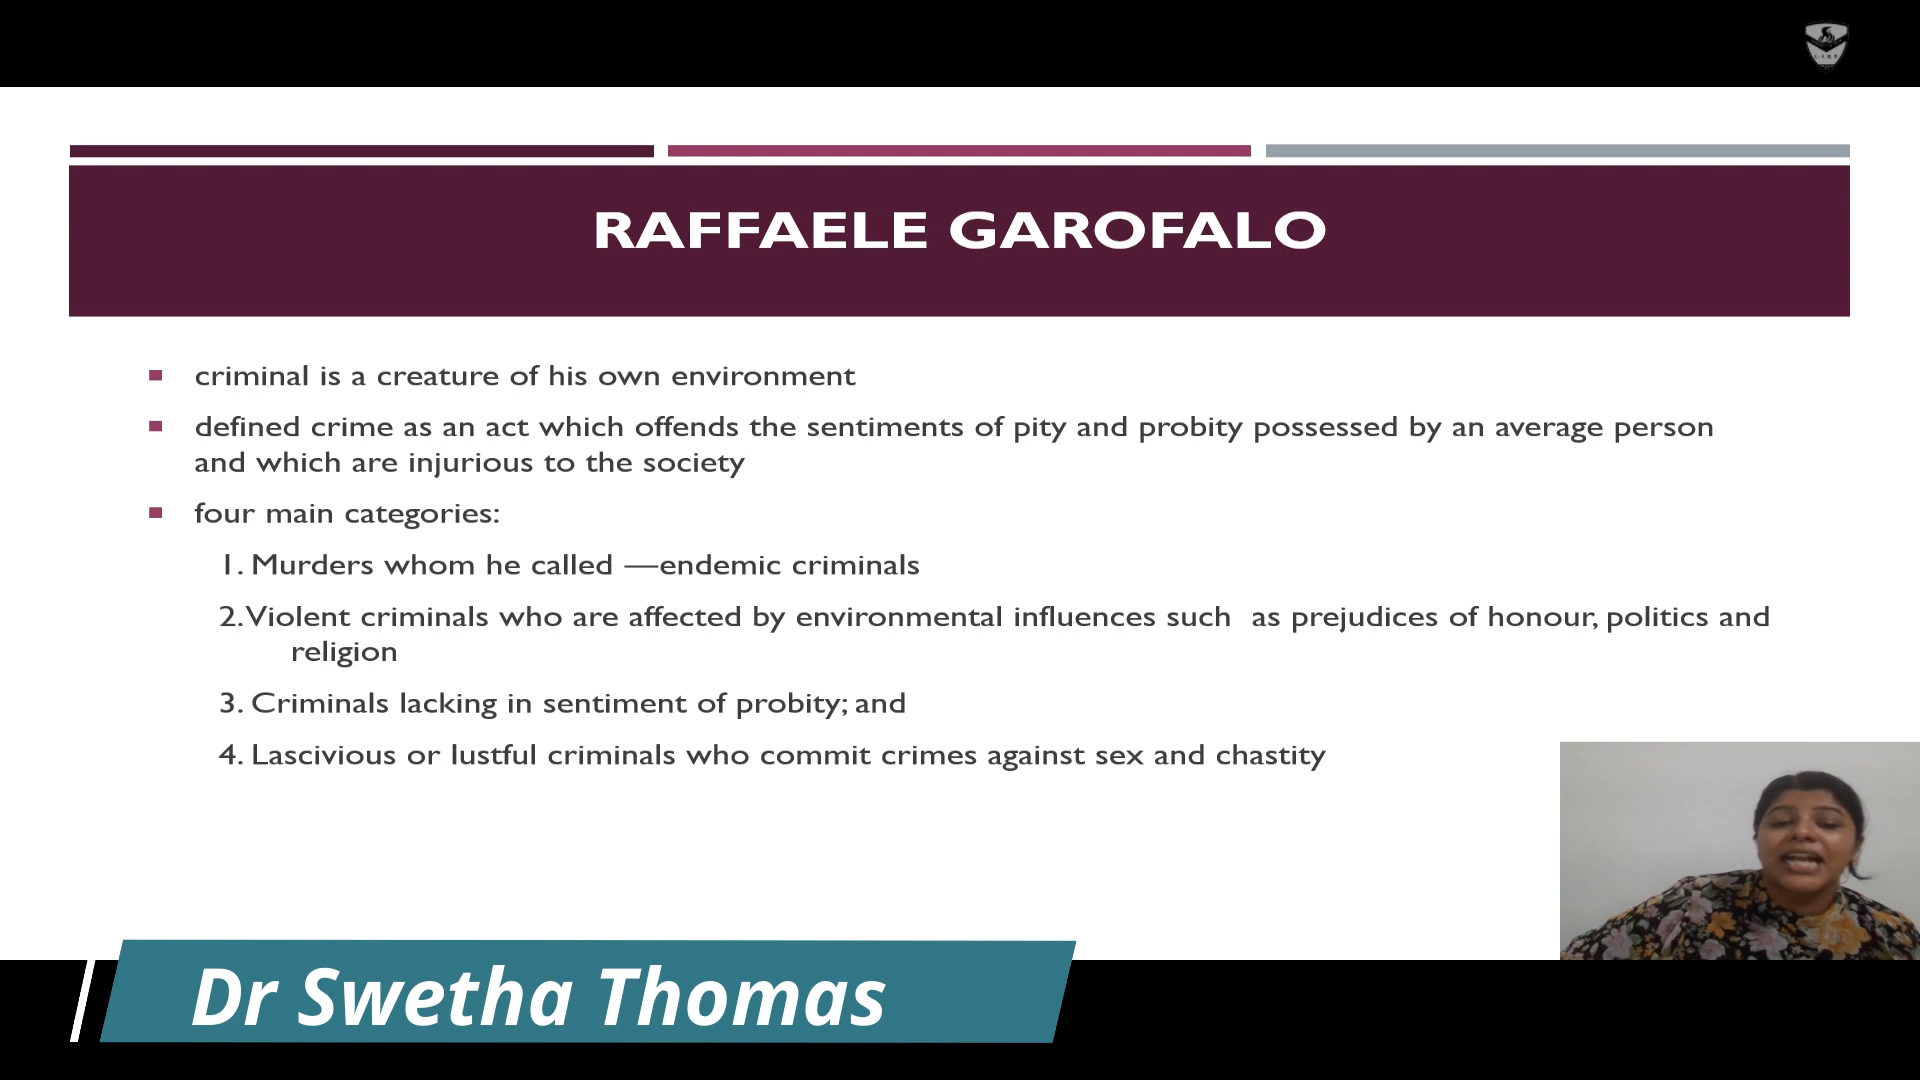 RAFFAELE GAROFALO
criminal is a creature of his own environment
defined crime as an act which offends the sentiments of pity and probity possessed by an average person
and which are injurious to the society
four main categories:
1. Murders whom he called —endemic criminals
2. Violent criminals who are affected by environmental influences such as prejudices of honour, politics and
religion
3. Criminals lacking in sentiment of probity; and
4. Lascivious or lustful criminals who commit crimes against sex and chastity
Dr Swetha Thomas